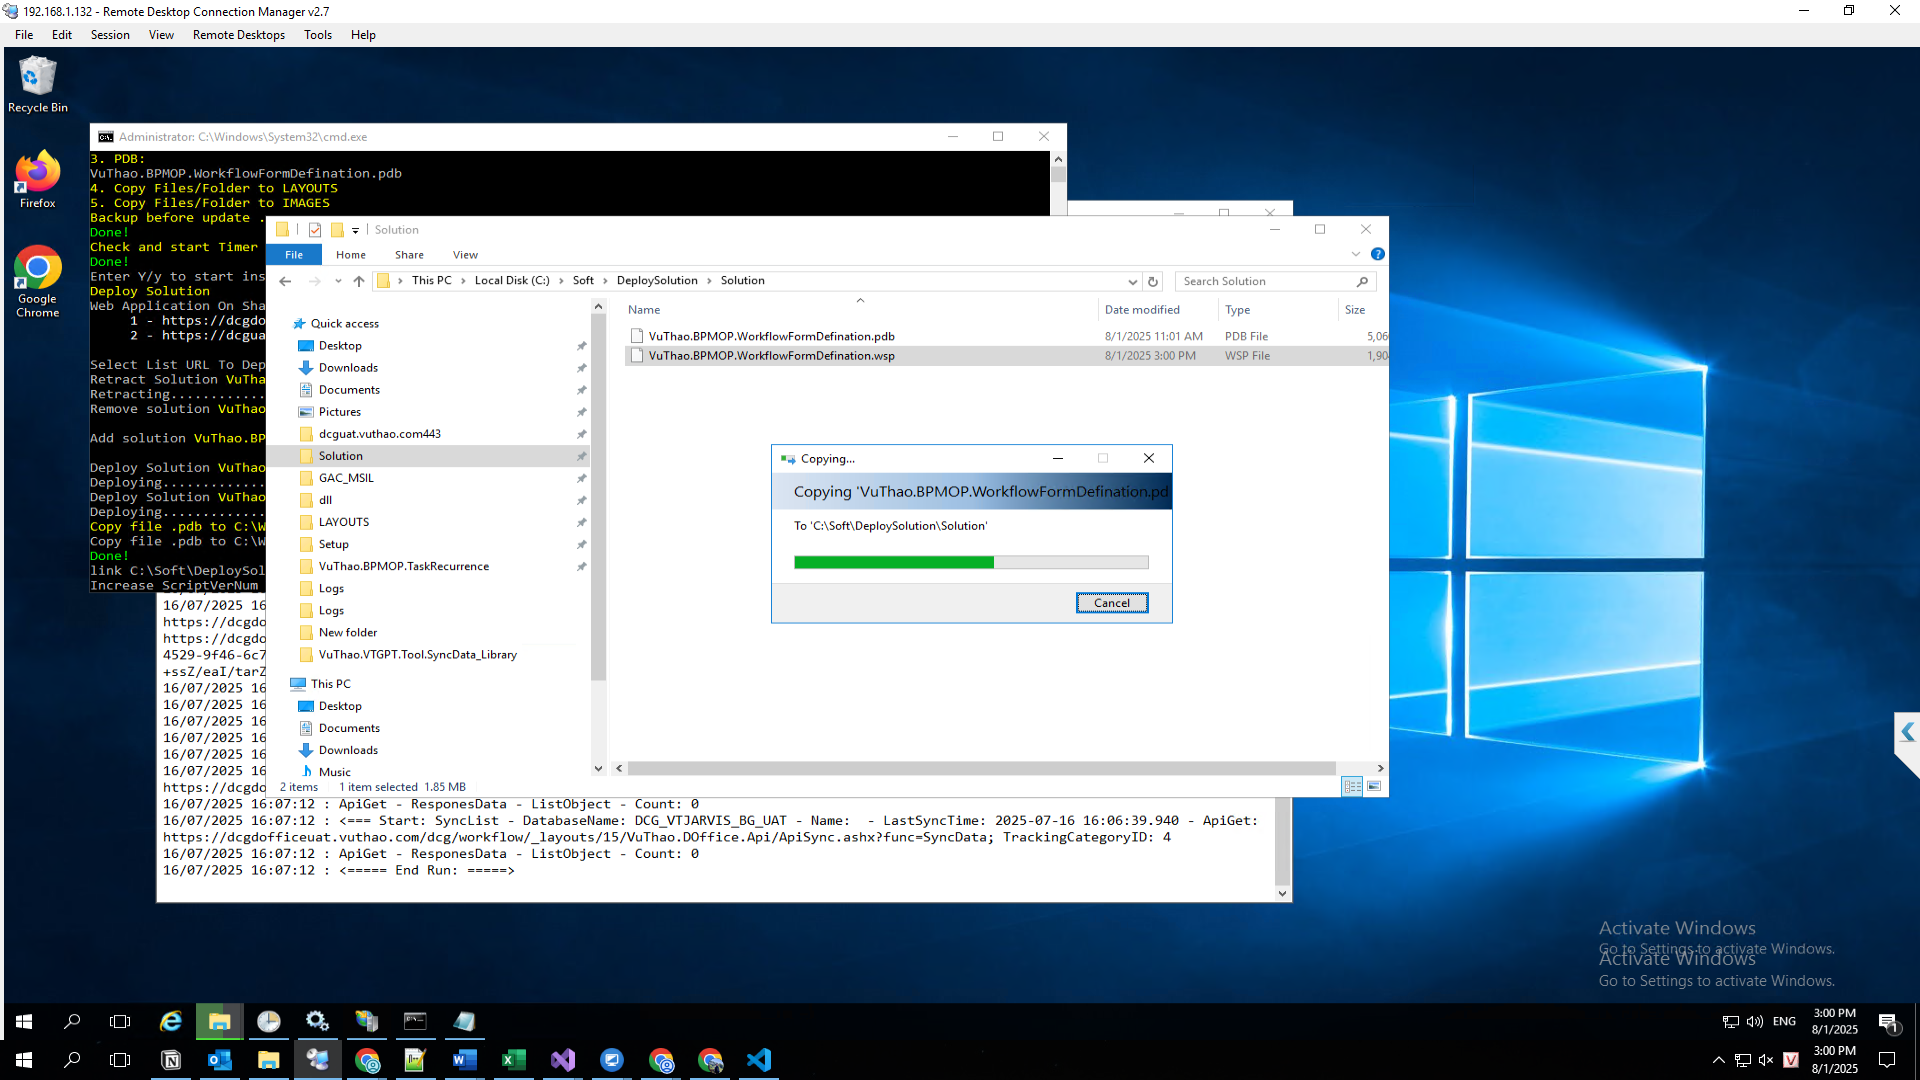 192.168.1.132 - Remote Desktop Connection Manager v2.7
File Edit Session View Remote Desktops Tools Help
Recycle Bin
Firefox
Google Chrome
Administrator: C:\Windows\System32\cmd.exe
3. PDB:
VuThao.BPMOP.WorkflowFormDefination.pdb
4. Copy Files/Folder to LAYOUTS
5. Copy Files/Folder to IMAGES
Backup before update .
Done!
Check and start Timer
Done!
Enter Y/y to start ins
Deploy Solution
Web Application On Sha
1 - https://dcgdo
2 - https://dcgua
Select List URL To Dep
Retract Solution VuThao
Retracting............
Remove solution VuThao
Add solution VuThao.BP
Deploy Solution VuThao
Deploying.............
Deploy Solution VuThao
Deploying.............
Copy file .pdb to C:\W
Copy file .pdb to C:\W
Done!
link C:\Soft\DeploySol
Increase ScriptVerNum
Solution
File Home Share View
This PC Local Disk (C:) Soft DeploySolution Solution
Search Solution
Quick access
Desktop
Downloads
Documents
Pictures
dcguat.vuthao.com443
Solution
GAC_MSIL
dll
LAYOUTS
Setup
VuThao.BPMOP.TaskRecurrence
Logs
Logs
New folder
VuThao.VTGPT.Tool.SyncData_Library
This PC
Desktop
Documents
Downloads
Music
Name Date modified Type Size
VuThao.BPMOP.WorkflowFormDefination.pdb 8/1/2025 11:01 AM PDB File 5,06
VuThao.BPMOP.WorkflowFormDefination.wsp 8/1/2025 3:00 PM WSP File 1,90
2 items 1 item selected 1.85 MB
Copying...
Copying 'VuThao.BPMOP.WorkflowFormDefination.pd
To 'C:\Soft\DeploySolution\Solution'
Cancel
16/07/2025 16
https://dcgdo
https://dcgdo
4529-9f46-6c7
+ssZ/eaI/tarZ
16/07/2025 16
16/07/2025 16
16/07/2025 16
16/07/2025 16
16/07/2025 16
16/07/2025 16
https://dcgdo
16/07/2025 16:07:12 : ApiGet - ResponesData - ListObject - Count: 0
16/07/2025 16:07:12 : <=== Start: SyncList - DatabaseName: DCG_VTJARVIS_BG_UAT - Name:  - LastSyncTime: 2025-07-16 16:06:39.940 - ApiGet:
https://dcgdofficeuat.vuthao.com/dcg/workflow/_layouts/15/VuThao.DOffice.Api/ApiSync.ashx?func=SyncData; TrackingCategoryID: 4
16/07/2025 16:07:12 : ApiGet - ResponesData - ListObject - Count: 0
16/07/2025 16:07:12 : <===== End Run: =====>
Activate Windows
Go to Settings to activate Windows.
Activate Windows
Go to Settings to activate Windows.
ENG
3:00 PM
8/1/2025
1
3:00 PM
8/1/2025